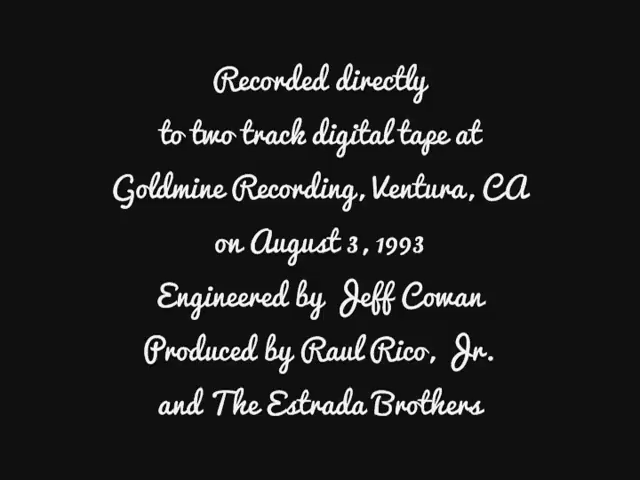 Recorded directly
to two track digital tape at
Goldmine Recording, Ventura, CA
on August 3, 1993
Engineered by Jeff Cowan
Produced by Raul Rico, Jr.
and The Estrada Brothers